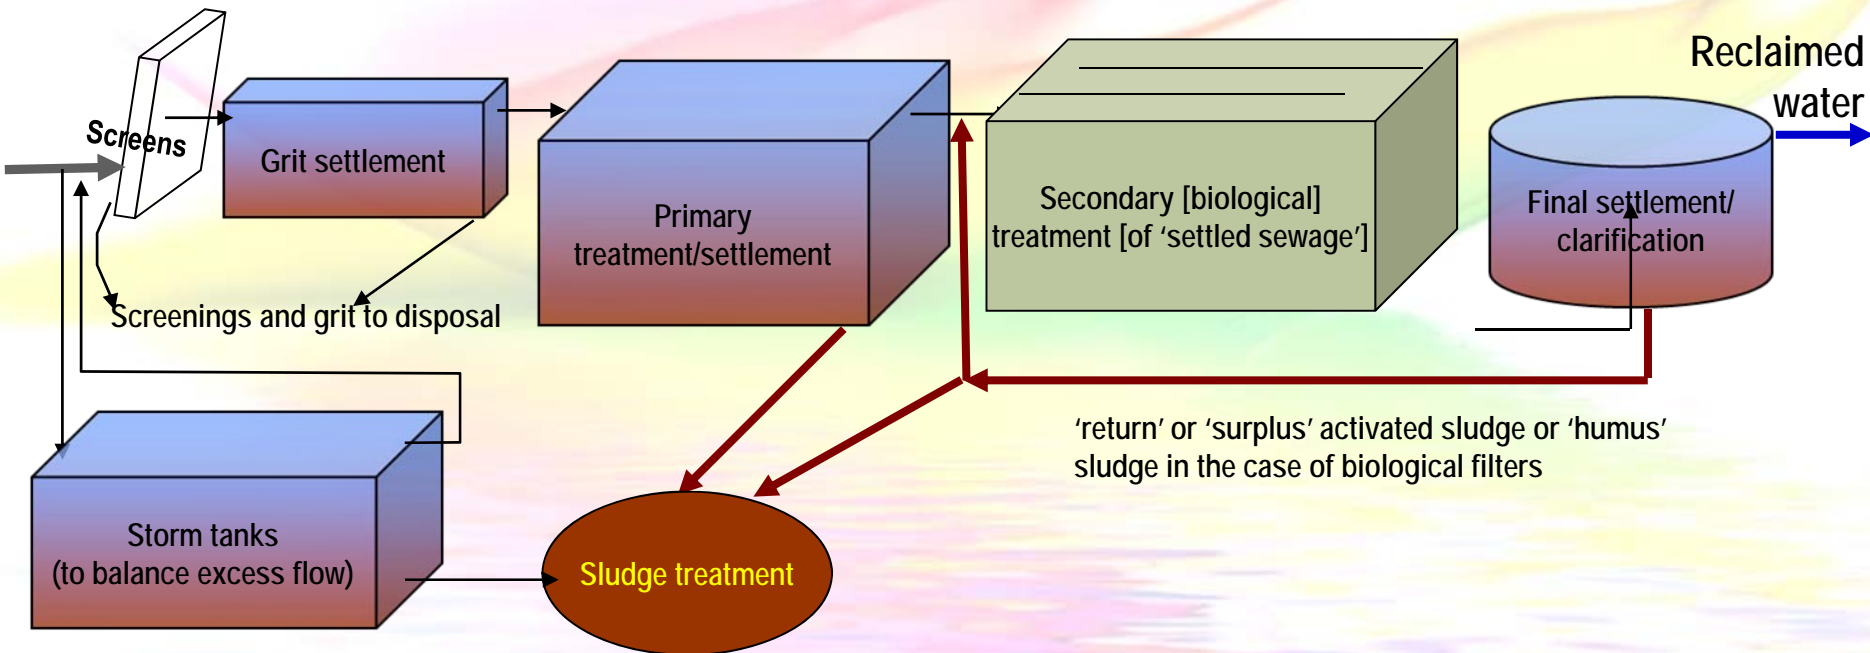 Reclaimed
water
Screens
Grit settlement
Primary
treatment/settlement
Secondary [biological]
treatment [of ‘settled sewage’]
Final settlement/
clarification
Screenings and grit to disposal
‘return’ or ‘surplus’ activated sludge or ‘humus’
sludge in the case of biological filters
Storm tanks
(to balance excess flow)
Sludge treatment